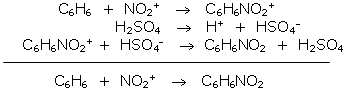 C₆H₆ + NO₂⁺ → C₆H₆NO₂⁺
H₂SO₄ → H⁺ + HSO₄⁻
C₆H₆NO₂⁺ + HSO₄⁻ → C₆H₆NO₂ + H₂SO₄
C₆H₆ + NO₂⁺ → C₆H₆NO₂